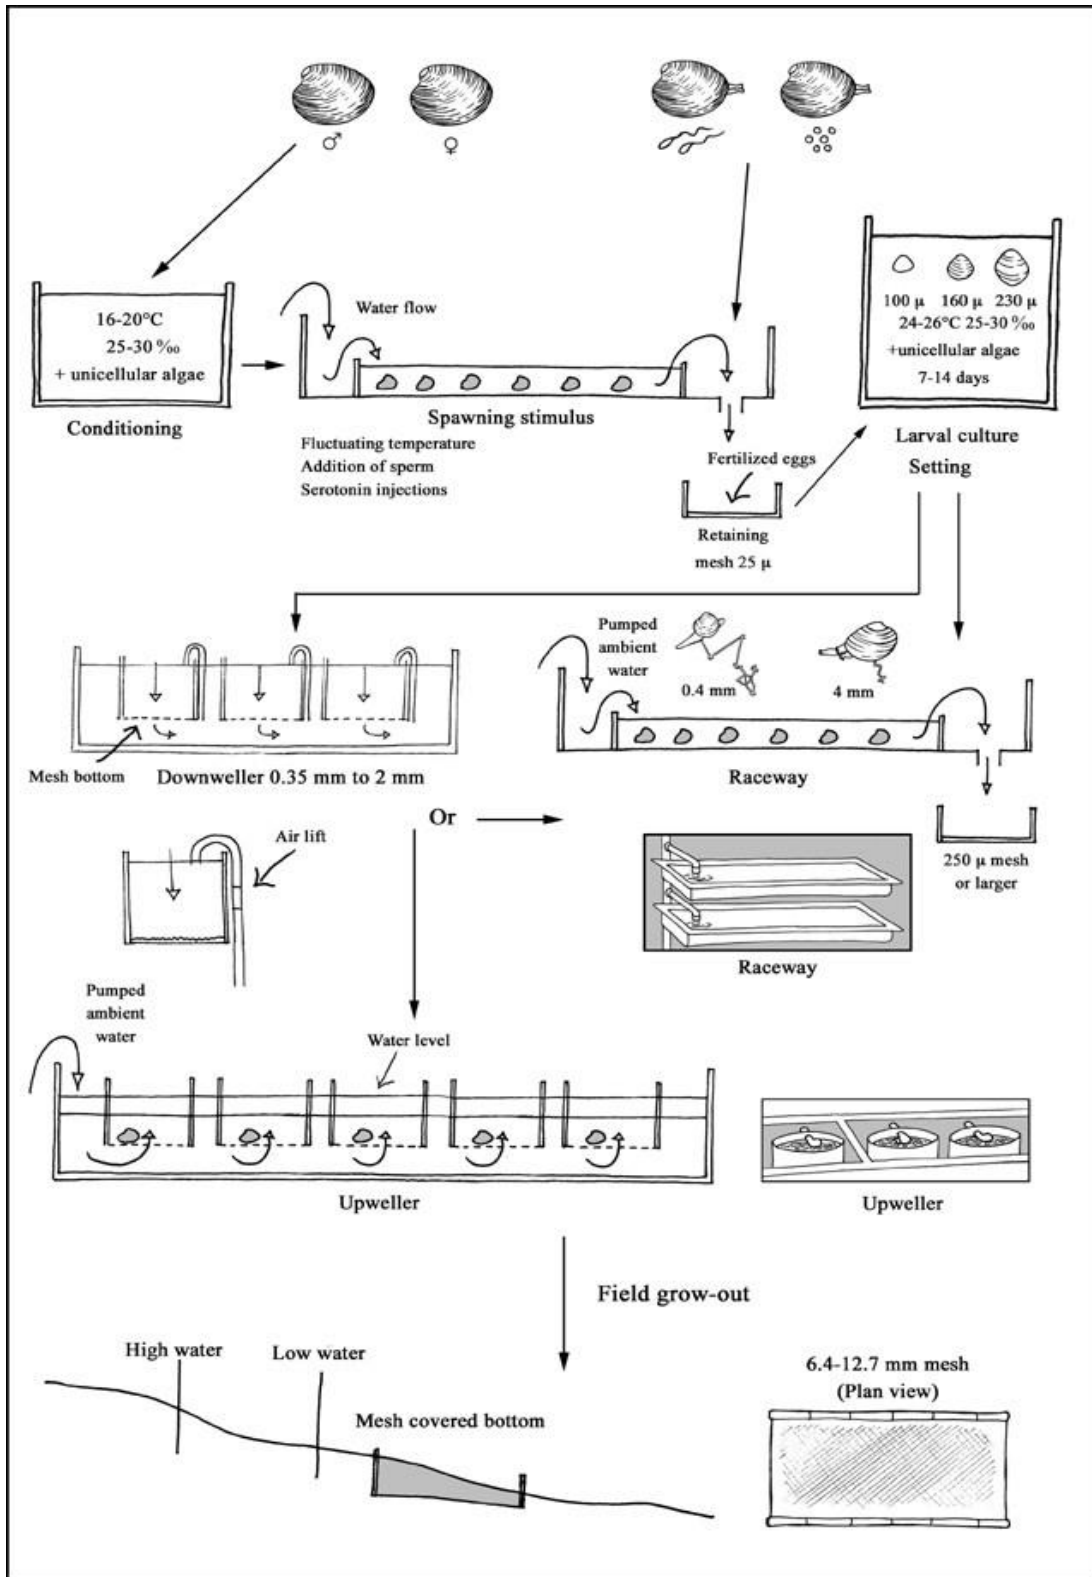 ♂
♀
16-20°C
25-30 ‰
+ unicellular algae
Conditioning
Water flow
Spawning stimulus
Fluctuating temperature
Addition of sperm
Serotonin injections
Fertilized eggs
Retaining
mesh 25 µ
100 µ 160 µ 230 µ
24-26°C 25-30 ‰
+unicellular algae
7-14 days
Larval culture
Setting
Mesh bottom
Downweller 0.35 mm to 2 mm
Pumped
ambient
water
0.4 mm
4 mm
Raceway
250 µ mesh
or larger
Or
Air lift
Raceway
Pumped
ambient
water
Water level
Upweller
Upweller
Field grow-out
High water
Low water
Mesh covered bottom
6.4-12.7 mm mesh
(Plan view)